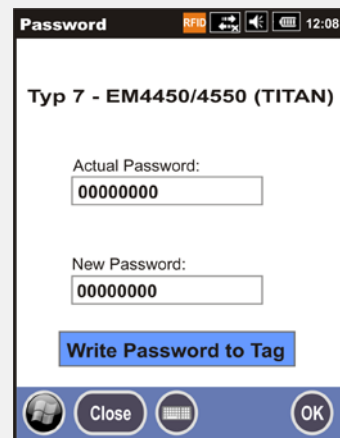 Password RFID 12:08
Typ 7 - EM4450/4550 (TITAN)
Actual Password:
00000000
New Password:
00000000
Write Password to Tag
Close OK